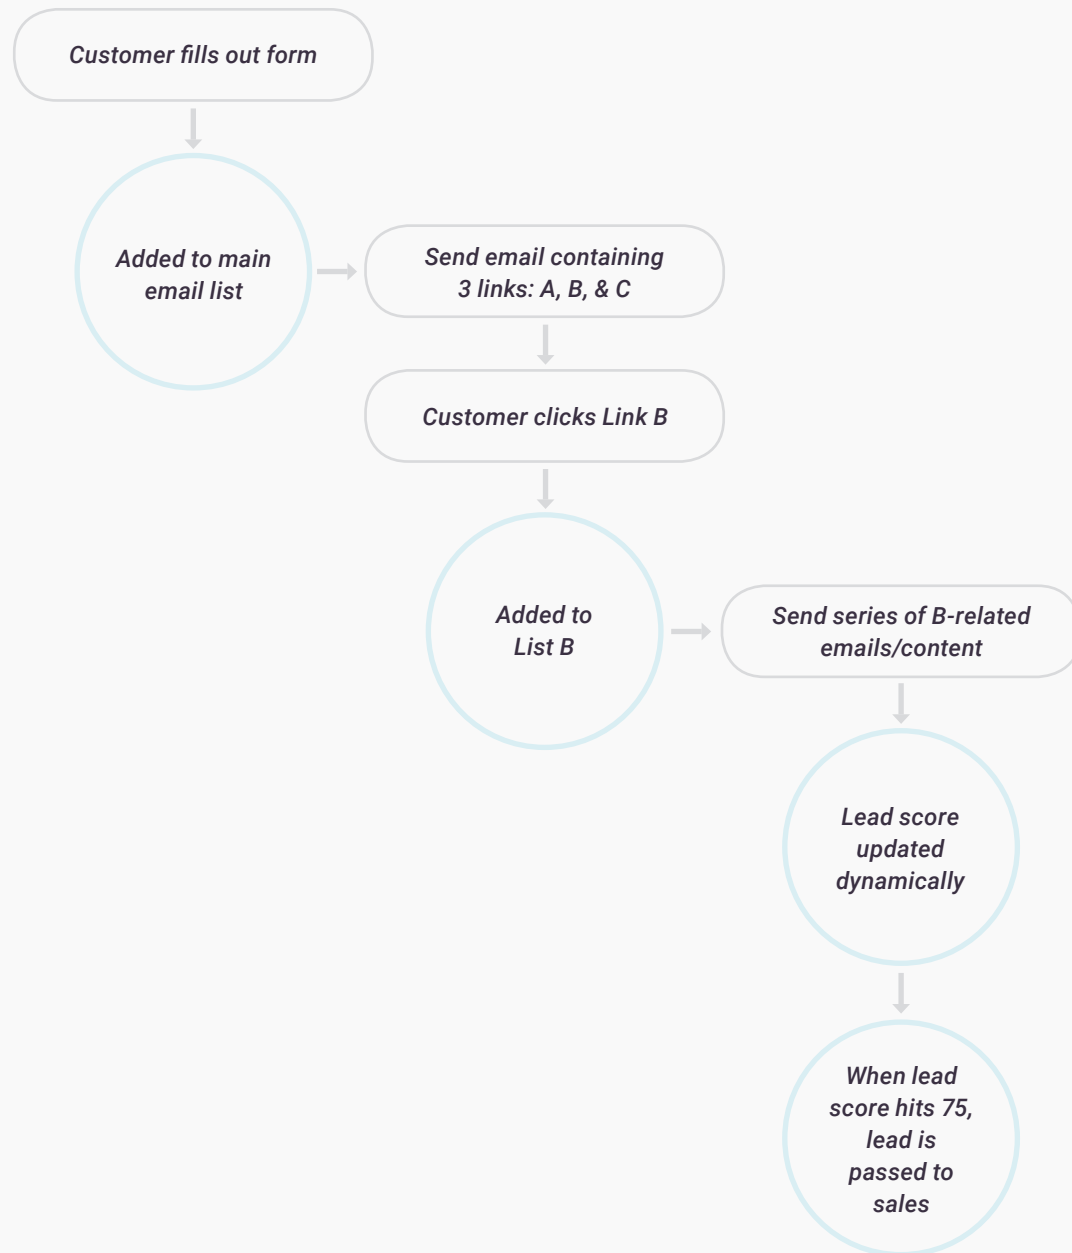 Customer fills out form
Added to main
email list
Send email containing
3 links: A, B, & C
Customer clicks Link B
Added to
List B
Send series of B-related
emails/content
Lead score
updated
dynamically
When lead
score hits 75,
lead is
passed to
sales